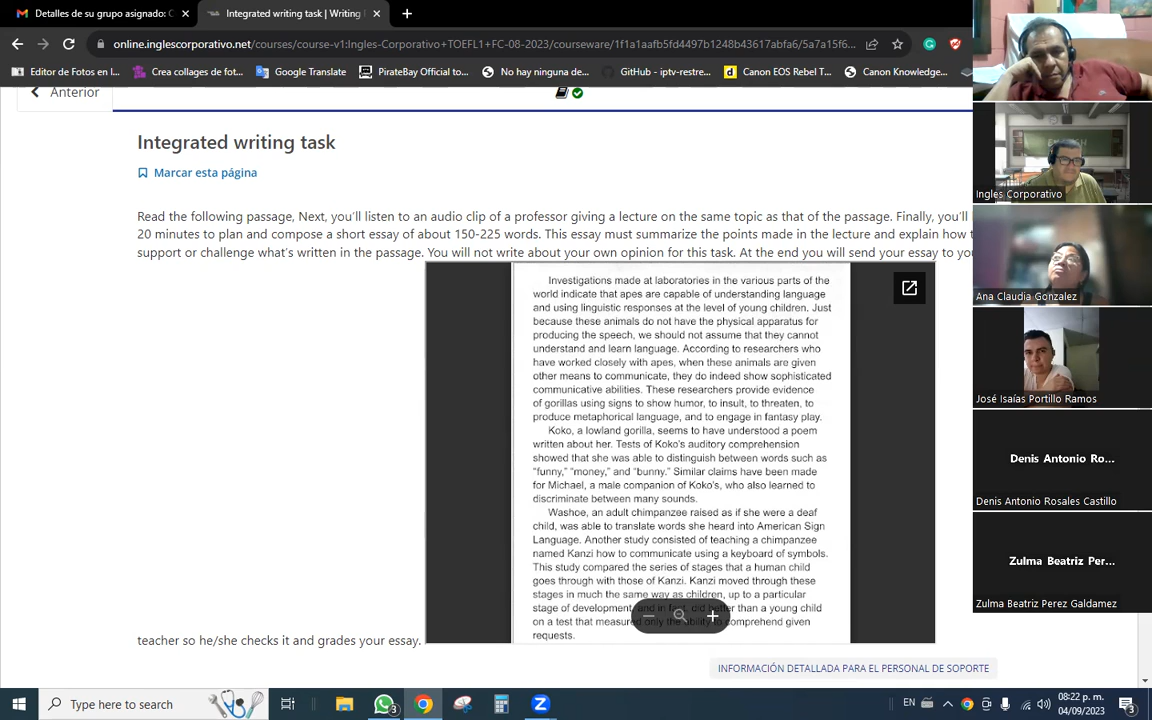 Detalles de su grupo asignado: C
Integrated writing task | Writing
online.inglescorporativo.net/courses/course-v1:Ingles-Corporativo+TOEFL1+FC-08-2023/courseware/1f1a1aafb5fd4497b1248b43617abfa6/5a7a15f6...
Editor de Fotos en l...
Crea collages de fot...
Google Translate
PirateBay Official to...
No hay ninguna de...
GitHub - iptv-restre...
Canon EOS Rebel T...
Canon Knowledge...
Anterior
Integrated writing task
Marcar esta página
Read the following passage, Next, you'll listen to an audio clip of a professor giving a lecture on the same topic as that of the passage. Finally, you'll
20 minutes to plan and compose a short essay of about 150-225 words. This essay must summarize the points made in the lecture and explain how t
support or challenge what's written in the passage. You will not write about your own opinion for this task. At the end you will send your essay to you
Investigations made at laboratories in the various parts of the
world indicate that apes are capable of understanding language
and using linguistic responses at the level of young children. Just
because these animals do not have the physical apparatus for
producing the speech, we should not assume that they cannot
understand and learn language. According to researchers who
have worked closely with apes, when these animals are given
other means to communicate, they do indeed show sophisticated
communicative abilities. These researchers provide evidence
of gorillas using signs to show humor, to insult, to threaten, to
produce metaphorical language, and to engage in fantasy play.
Koko, a lowland gorilla, seems to have understood a poem
written about her. Tests of Koko's auditory comprehension
showed that she was able to distinguish between words such as
"funny," "money," and "bunny." Similar claims have been made
for Michael, a male companion of Koko's, who also learned to
discriminate between many sounds.
Washoe, an adult chimpanzee raised as if she were a deaf
child, was able to translate words she heard into American Sign
Language. Another study consisted of teaching a chimpanzee
named Kanzi how to communicate using a keyboard of symbols.
This study compared the series of stages that a human child
goes through with those of Kanzi. Kanzi moved through these
stages in much the same way as children, up to a particular
stage of development, and in fact, did better than a young child
on a test that measured only the ability to comprehend given
requests.
teacher so he/she checks it and grades your essay.
INFORMACIÓN DETALLADA PARA EL PERSONAL DE SOPORTE
Ingles Corporativo
Ana Claudia Gonzalez
José Isaías Portillo Ramos
Denis Antonio Ro...
Denis Antonio Rosales Castillo
Zulma Beatriz Per...
Zulma Beatriz Perez Galdamez
Type here to search
3
EN
08:22 p. m.
04/09/2023
3